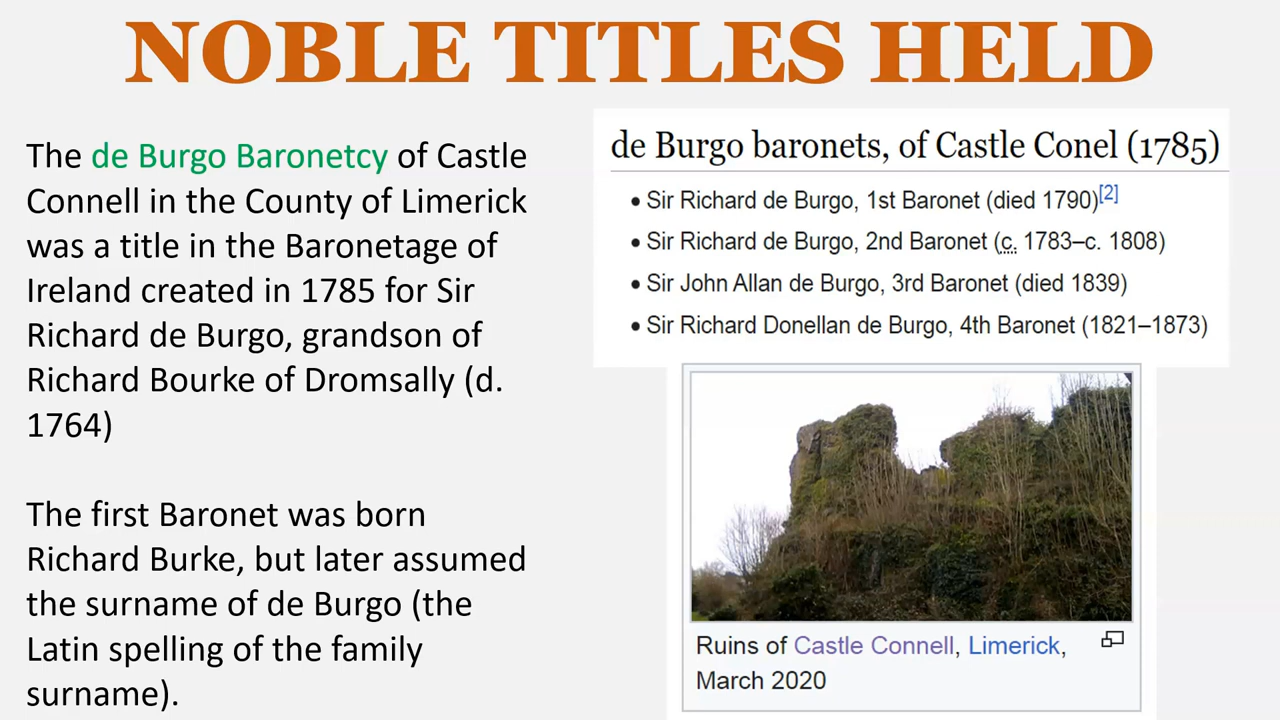 NOBLE TITLES HELD
The de Burgo Baronetcy of Castle
Connell in the County of Limerick
was a title in the Baronetage of
Ireland created in 1785 for Sir
Richard de Burgo, grandson of
Richard Bourke of Dromsally (d.
1764)
The first Baronet was born
Richard Burke, but later assumed
the surname of de Burgo (the
Latin spelling of the family
surname).
de Burgo baronets, of Castle Conel (1785)
• Sir Richard de Burgo, 1st Baronet (died 1790)[2]
• Sir Richard de Burgo, 2nd Baronet (c. 1783–c. 1808)
• Sir John Allan de Burgo, 3rd Baronet (died 1839)
• Sir Richard Donellan de Burgo, 4th Baronet (1821–1873)
Ruins of Castle Connell, Limerick,
March 2020